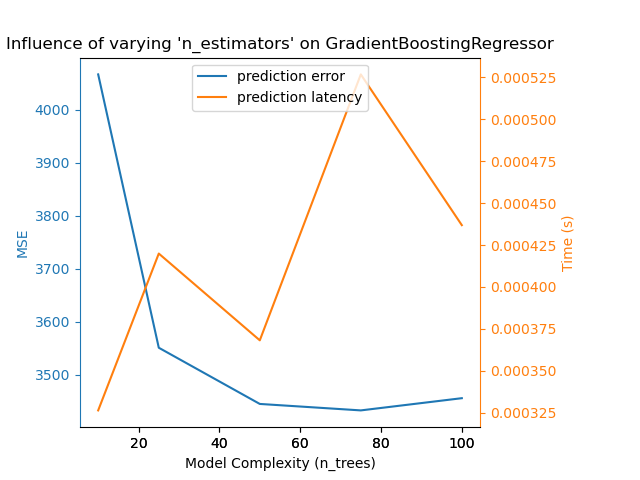 Influence of varying 'n_estimators' on GradientBoostingRegressor
prediction error
prediction latency
MSE
4000
3900
3800
3700
3600
3500
0.000525
0.000500
0.000475
0.000450
0.000425
0.000400
0.000375
0.000350
0.000325
Time (s)
20 40 60 80 100
Model Complexity (n_trees)